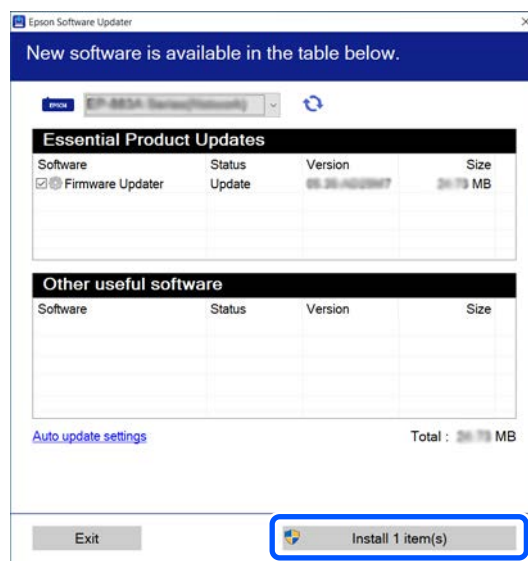 Epson Software Updater
New software is available in the table below.
EPSON
Essential Product Updates
Software Status Version Size
Firmware Updater Update MB
Other useful software
Software Status Version Size
Auto update settings Total : MB
Exit Install 1 item(s)